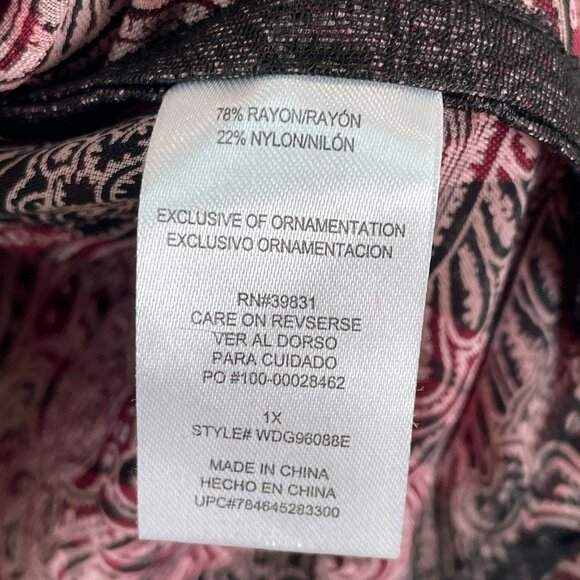 78% RAYON/RAYÓN
22% NYLON/NILÓN
EXCLUSIVE OF ORNAMENTATION
EXCLUSIVO ORNAMENTACION
RN#39831
CARE ON REVSERSE
VER AL DORSO
PARA CUIDADO
PO #100-00028462
1X
STYLE# WDG96088E
MADE IN CHINA
HECHO EN CHINA
UPC#784645283300